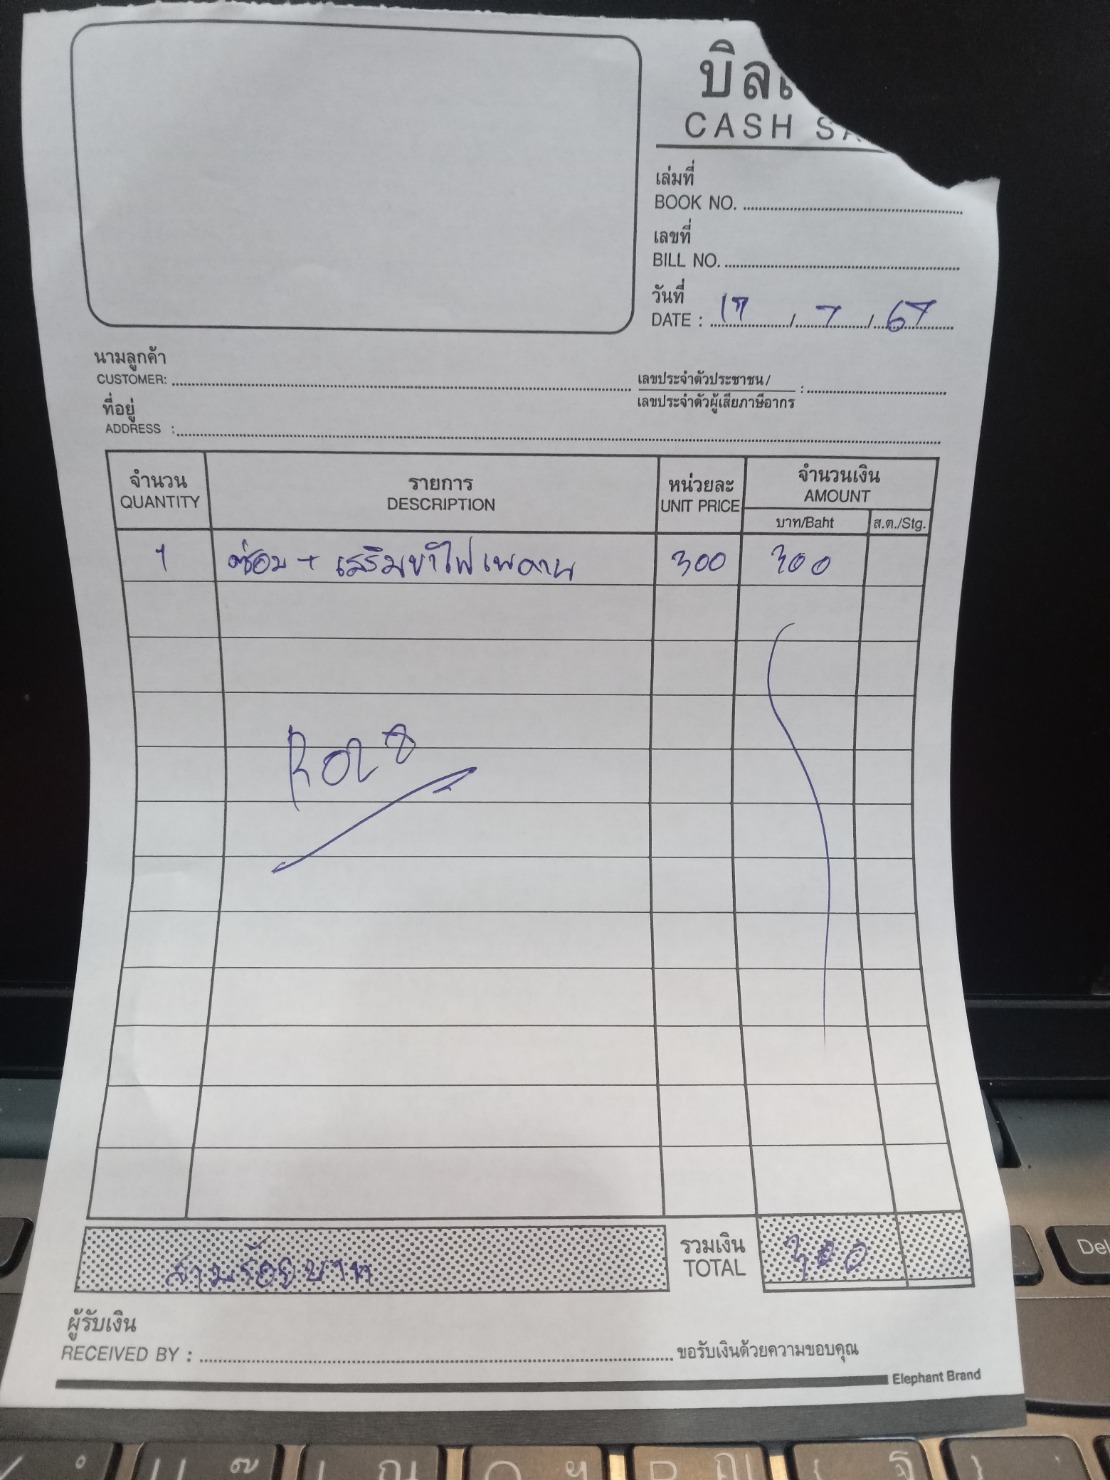 บิลเ
CASH SA
เล่มที่
BOOK NO.
เลขที่
BILL NO.
วันที่
DATE : 17 / 7 / 67
นามลูกค้า
CUSTOMER:
เลขประจำตัวประชาชน/
เลขประจำตัวผู้เสียภาษีอากร :
ที่อยู่
ADDRESS :
จำนวน รายการ หน่วยละ จำนวนเงิน
QUANTITY DESCRIPTION UNIT PRICE AMOUNT
บาท/Baht ส.ต./Stg.
1 ซ่อม + เสริมขาไฟเพดาน 300 300
R028
สามร้อยบาท
รวมเงิน
TOTAL 300
ผู้รับเงิน
RECEIVED BY : ขอรับเงินด้วยความขอบคุณ
Elephant Brand
Del